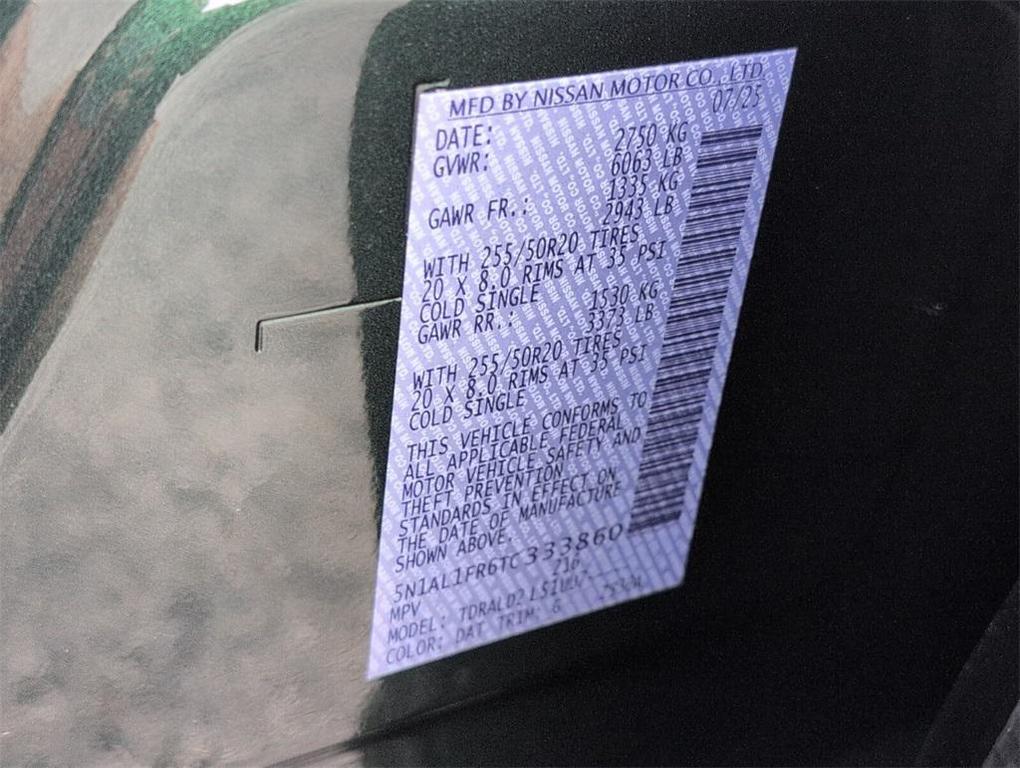 MFD BY NISSAN MOTOR CO., LTD.
DATE: 07/25
GVWR: 2750 KG
6063 LB
GAWR FR.: 1335 KG
2943 LB
WITH 255/50R20 TIRES
20 X 8.0 RIMS AT 35 PSI
COLD SINGLE
GAWR RR.: 1530 KG
3373 LB
WITH 255/50R20 TIRES
20 X 8.0 RIMS AT 35 PSI
COLD SINGLE
THIS VEHICLE CONFORMS TO
ALL APPLICABLE FEDERAL
MOTOR VEHICLE SAFETY AND
THEFT PREVENTION
STANDARDS IN EFFECT ON
THE DATE OF MANUFACTURE
SHOWN ABOVE.
5N1AL1FR6TC333860
MPV 216
MODEL:
COLOR: DAT TRIM: G